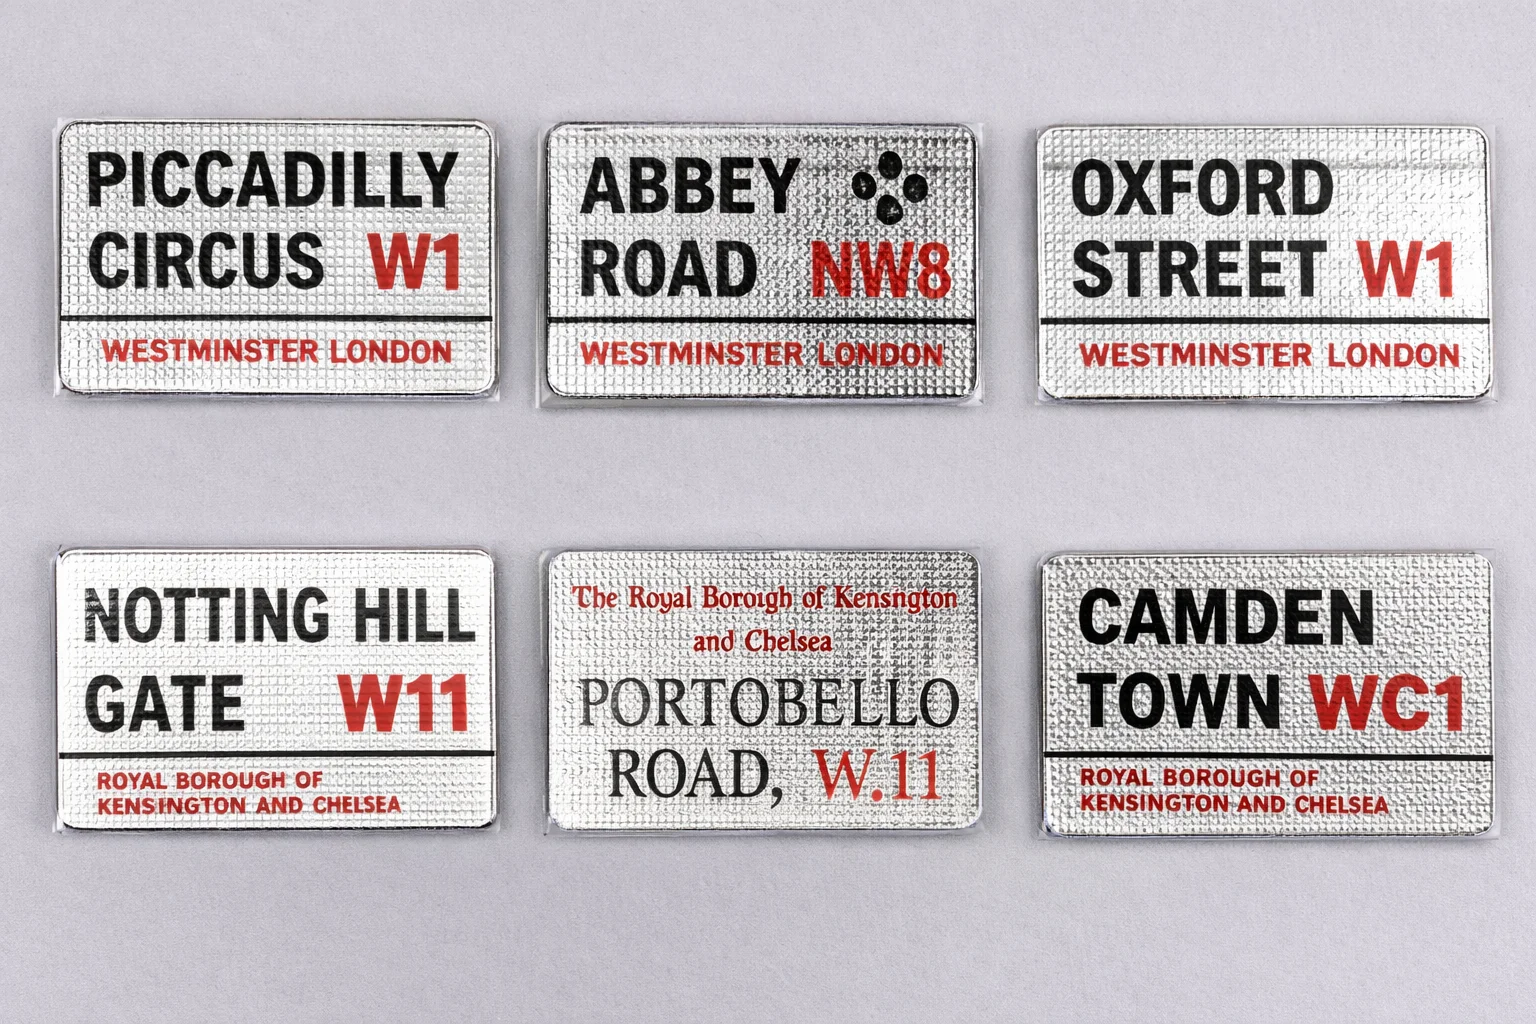 PICCADILLY
CIRCUS W1
WESTMINSTER LONDON
ABBEY
ROAD NW8
WESTMINSTER LONDON
OXFORD
STREET W1
WESTMINSTER LONDON
NOTTING HILL
GATE W11
ROYAL BOROUGH OF
KENSINGTON AND CHELSEA
The Royal Borough of Kensington
and Chelsea
PORTOBELLO
ROAD, W.11
CAMDEN
TOWN WC1
ROYAL BOROUGH OF
KENSINGTON AND CHELSEA